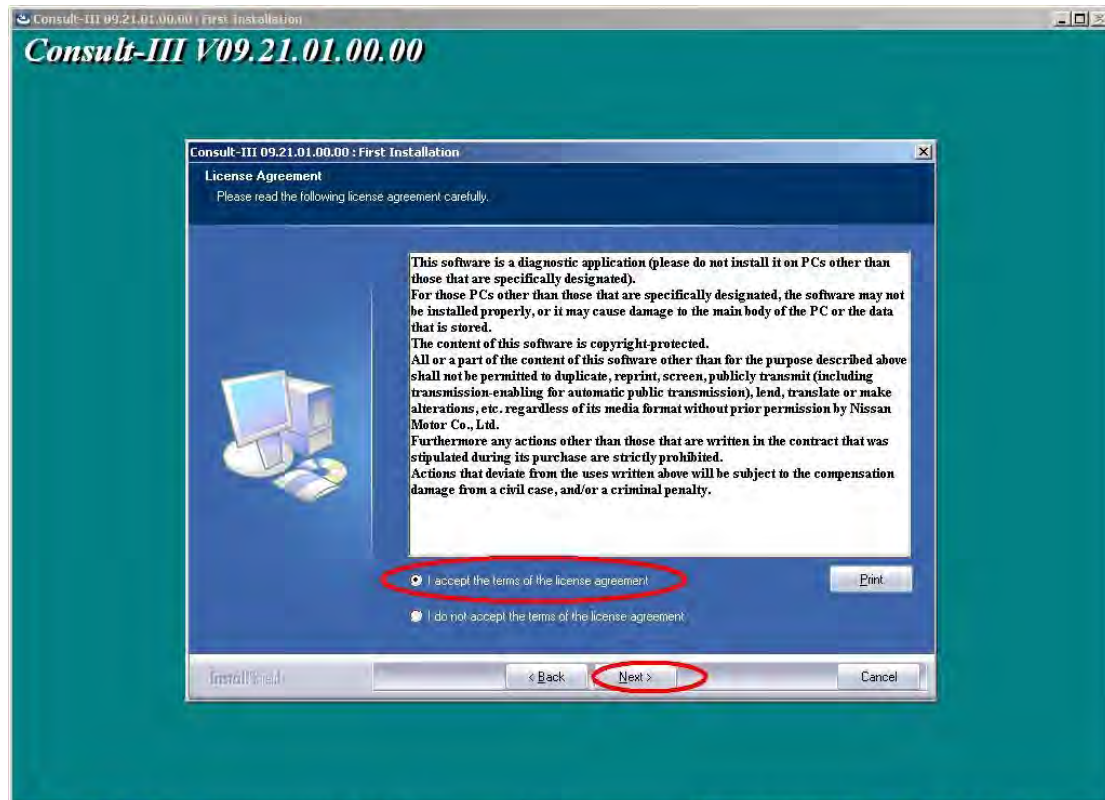 Consult-III 09.21.01.00.00 : First Installation
Consult-III V09.21.01.00.00
Consult-III 09.21.01.00.00 : First Installation
License Agreement
Please read the following license agreement carefully.
This software is a diagnostic application (please do not install it on PCs other than
those that are specifically designated).
For those PCs other than those that are specifically designated, the software may not
be installed properly, or it may cause damage to the main body of the PC or the data
that is stored.
The content of this software is copyright-protected.
All or a part of the content of this software other than for the purpose described above
shall not be permitted to duplicate, reprint, screen, publicly transmit (including
transmission-enabling for automatic public transmission), lend, translate or make
alterations, etc. regardless of its media format without prior permission by Nissan
Motor Co., Ltd.
Furthermore any actions other than those that are written in the contract that was
stipulated during its purchase are strictly prohibited.
Actions that deviate from the uses written above will be subject to the compensation
damage from a civil case, and/or a criminal penalty.
I accept the terms of the license agreement
Print
I do not accept the terms of the license agreement
InstallShield
< Back
Next >
Cancel